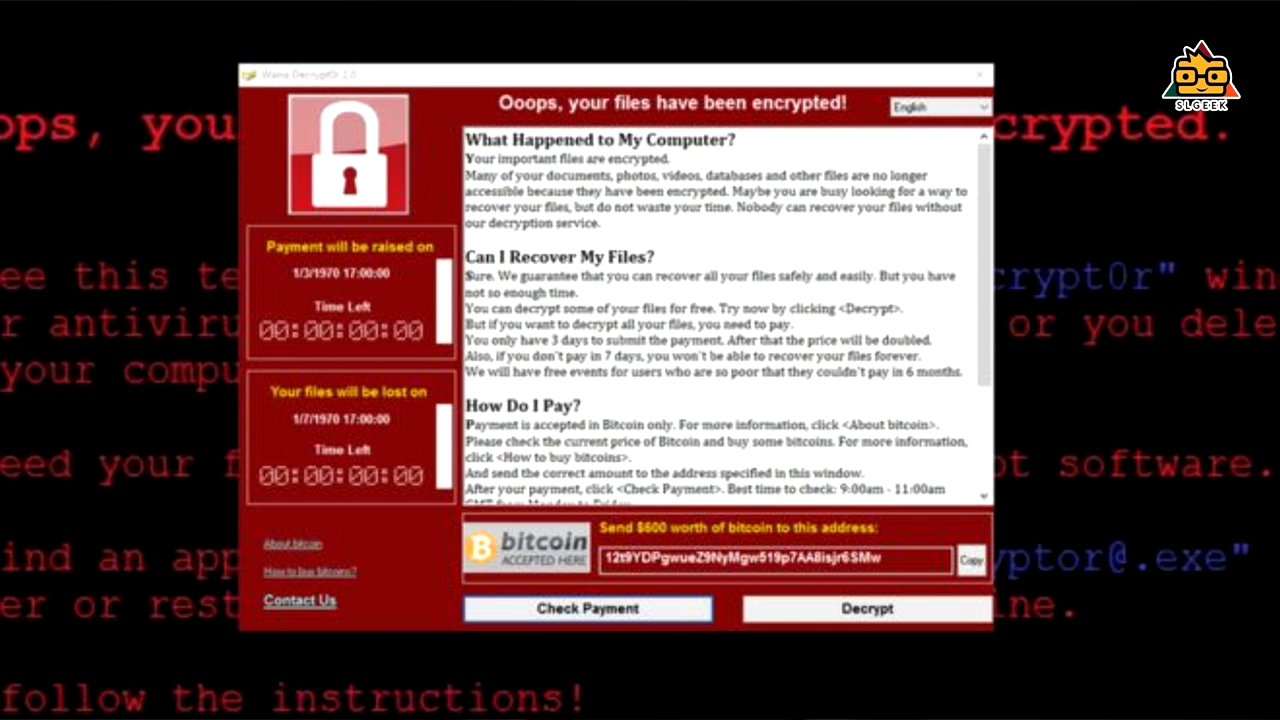 SLGEEK
ops, you
crypted.
ee this te
crypt0r" win
r antiviru
or you dele
your compu
eed your f
pt software.
ind an app
yptor@.exe"
er or rest
ine.
follow the instructions!
Wana Decrypt0r 2.0
Ooops, your files have been encrypted!
English
Payment will be raised on
1/3/1970 17:00:00
Time Left
00:00:00:00
Your files will be lost on
1/7/1970 17:00:00
Time Left
00:00:00:00
About bitcoin
How to buy bitcoins?
Contact Us
What Happened to My Computer?
Your important files are encrypted.
Many of your documents, photos, videos, databases and other files are no longer
accessible because they have been encrypted. Maybe you are busy looking for a way to
recover your files, but do not waste your time. Nobody can recover your files without
our decryption service.
Can I Recover My Files?
Sure. We guarantee that you can recover all your files safely and easily. But you have
not so enough time.
You can decrypt some of your files for free. Try now by clicking <Decrypt>.
But if you want to decrypt all your files, you need to pay.
You only have 3 days to submit the payment. After that the price will be doubled.
Also, if you don't pay in 7 days, you won't be able to recover your files forever.
We will have free events for users who are so poor that they couldn't pay in 6 months.
How Do I Pay?
Payment is accepted in Bitcoin only. For more information, click <About bitcoin>.
Please check the current price of Bitcoin and buy some bitcoins. For more information,
click <How to buy bitcoins>.
And send the correct amount to the address specified in this window.
After your payment, click <Check Payment>. Best time to check: 9:00am - 11:00am
GMT from Monday to Friday.
bitcoin
ACCEPTED HERE
Send $600 worth of bitcoin to this address:
12t9YDPgwueZ9NyMgw519p7AA8isjr6SMw
Copy
Check Payment
Decrypt